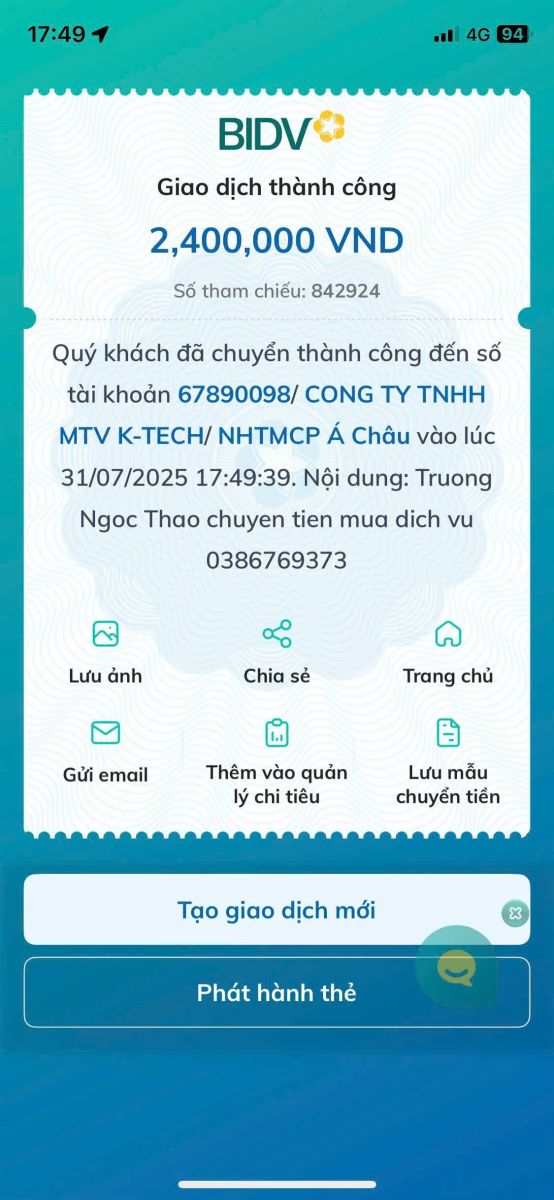 17:49
4G 94
BIDV
Giao dịch thành công
2,400,000 VND
Số tham chiếu: 842924
Quý khách đã chuyển thành công đến số
tài khoản 67890098/ CONG TY TNHH
MTV K-TECH/ NHTMCP Á Châu vào lúc
31/07/2025 17:49:39. Nội dung: Truong
Ngoc Thao chuyen tien mua dich vu
0386769373
Lưu ảnh
Chia sẻ
Trang chủ
Gửi email
Thêm vào quản
lý chi tiêu
Lưu mẫu
chuyển tiền
Tạo giao dịch mới
Phát hành thẻ